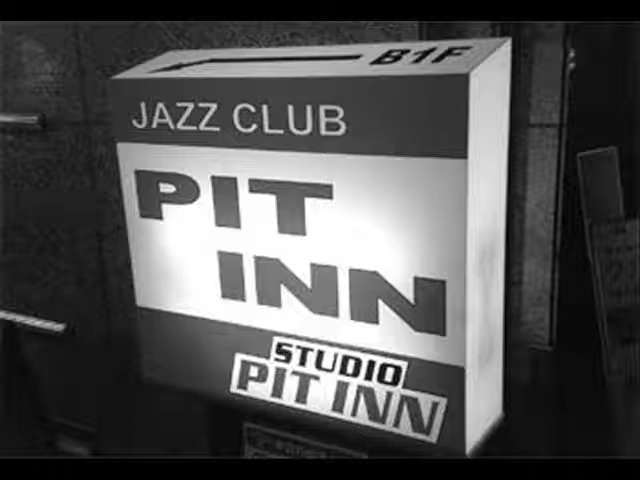 B1F
JAZZ CLUB
PIT
INN
STUDIO
PIT INN